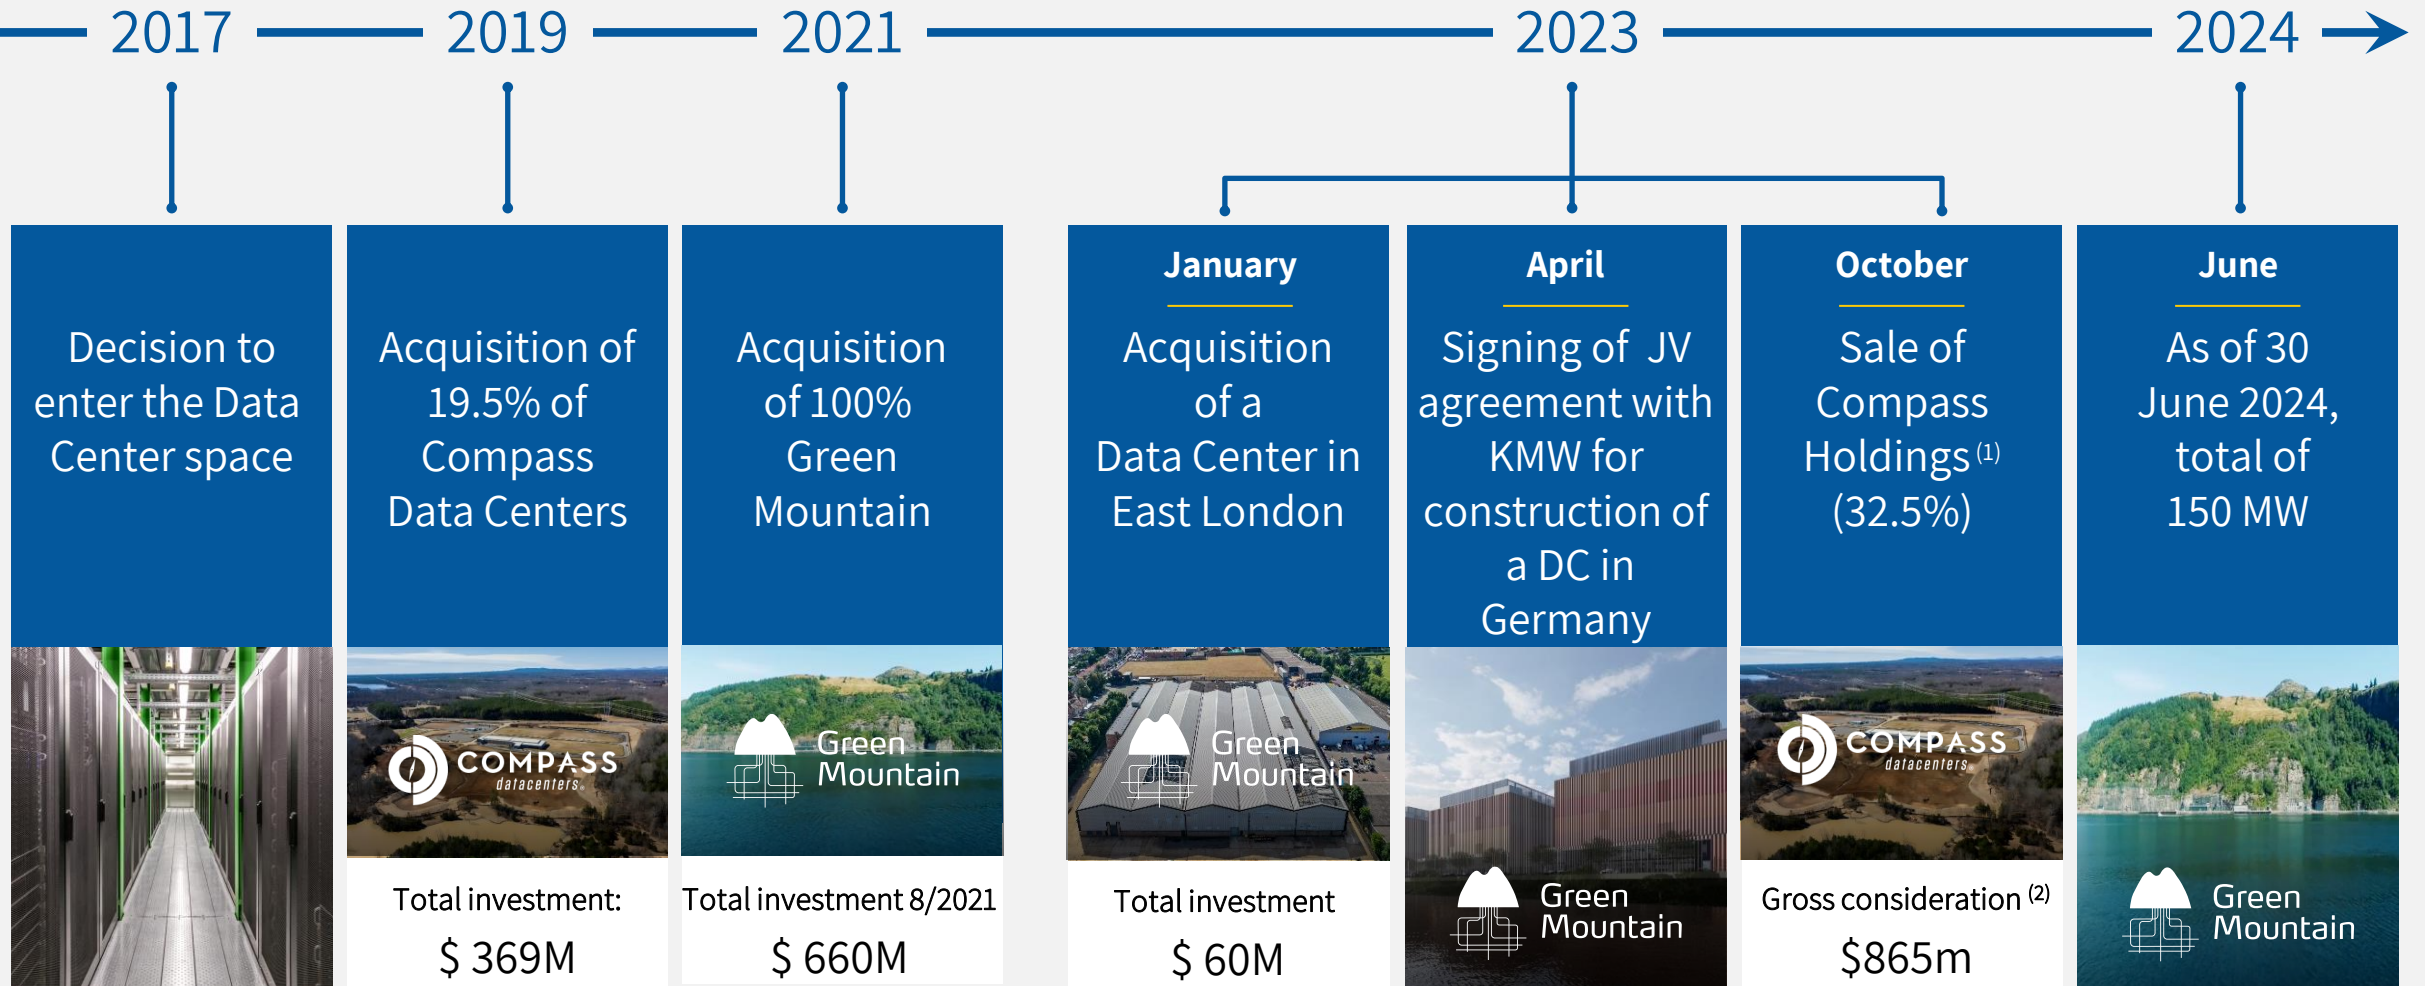 2017
2019
2021
2023
2024
Decision to
enter the Data
Center space
Acquisition of
19.5% of
Compass
Data Centers
COMPASS
datacenters®
Total investment:
$ 369M
Acquisition
of 100%
Green
Mountain
Green
Mountain
Total investment 8/2021
$ 660M
January
Acquisition
of a
Data Center in
East London
Green
Mountain
Total investment
$ 60M
April
Signing of JV
agreement with
KMW for
construction of
a DC in
Germany
Green
Mountain
October
Sale of
Compass
Holdings (1)
(32.5%)
COMPASS
datacenters®
Gross consideration (2)
$865m
June
As of 30
June 2024,
total of
150 MW
Green
Mountain